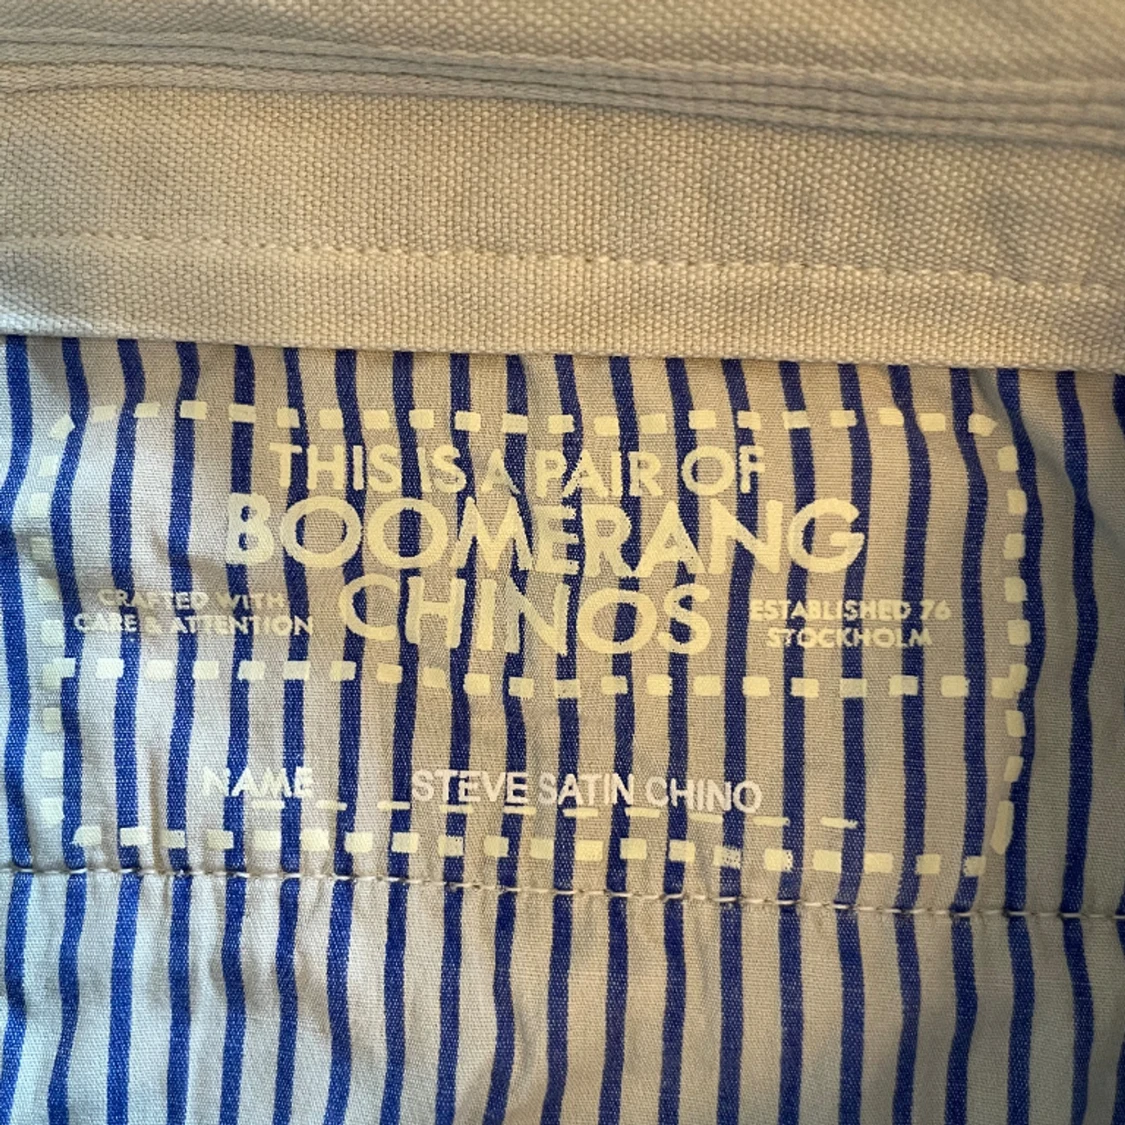 THIS IS A PAIR OF
BOOMERANG
CHINOS
CRAFTED WITH
CARE & ATTENTION
ESTABLISHED 76
STOCKHOLM
NAME STEVE SATIN CHINO